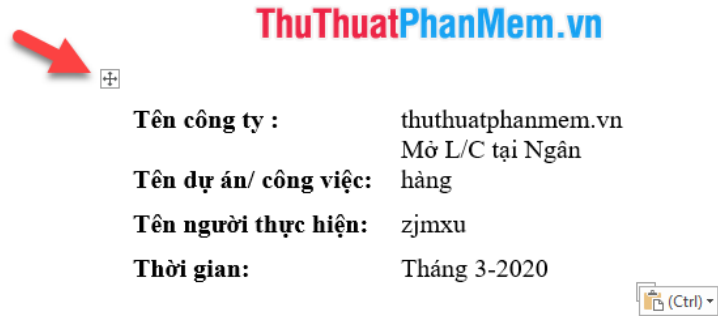 ThuThuatPhanMem.vn
Tên công ty : thuthuatphanmem.vn
Mở L/C tại Ngân
Tên dự án/ công việc: hàng
Tên người thực hiện: zjmxu
Thời gian: Tháng 3-2020
(Ctrl)